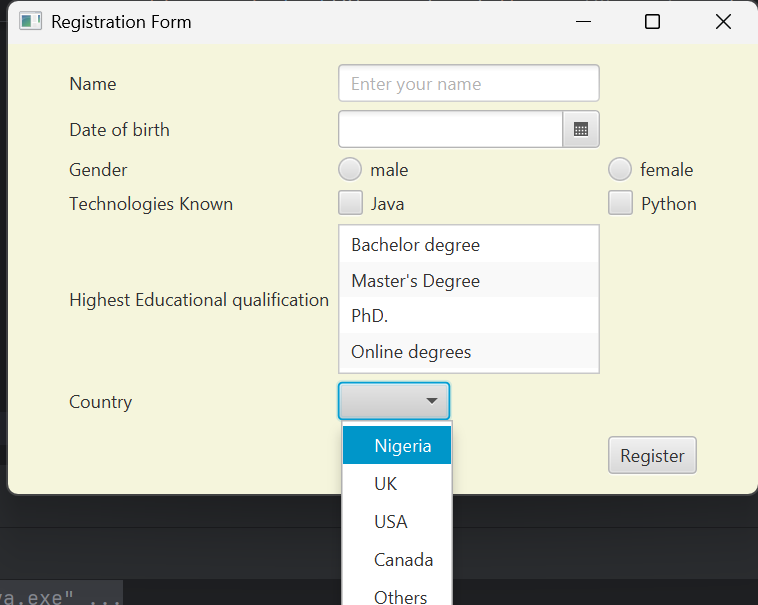 Registration Form
Name
Enter your name
Date of birth
Gender
male
female
Technologies Known
Java
Python
Highest Educational qualification
Bachelor degree
Master's Degree
PhD.
Online degrees
Country
Nigeria
UK
USA
Canada
Others
Register
va.exe" ...